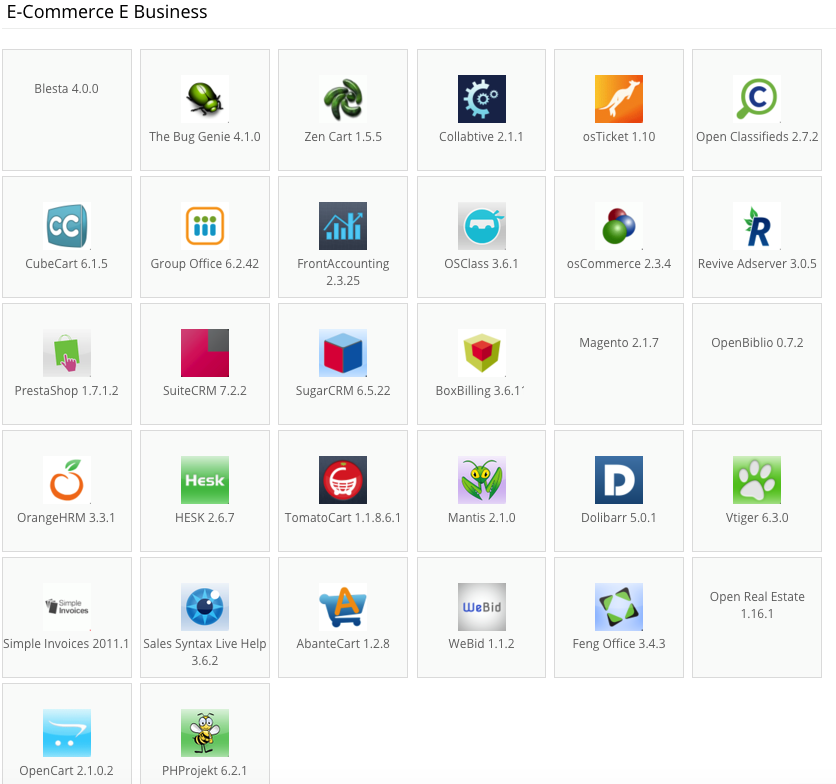 E-Commerce E Business
Blesta 4.0.0
The Bug Genie 4.1.0
Zen Cart 1.5.5
Collabtive 2.1.1
osTicket 1.10
C
Open Classifieds 2.7.2
CC
CubeCart 6.1.5
Group Office 6.2.42
FrontAccounting
2.3.25
OSClass 3.6.1
osCommerce 2.3.4
R
Revive Adserver 3.0.5
PrestaShop 1.7.1.2
SuiteCRM 7.2.2
SugarCRM 6.5.22
BoxBilling 3.6.1´
Magento 2.1.7
OpenBiblio 0.7.2
OrangeHRM 3.3.1
HESK
HESK 2.6.7
TomatoCart 1.1.8.6.1
Mantis 2.1.0
D
Dolibarr 5.0.1
Vtiger 6.3.0
Simple
Invoices
Simple Invoices 2011.1
Sales Syntax Live Help
3.6.2
A
AbanteCart 1.2.8
WeBid
WeBid 1.1.2
Feng Office 3.4.3
Open Real Estate
1.16.1
OpenCart 2.1.0.2
PHProjekt 6.2.1